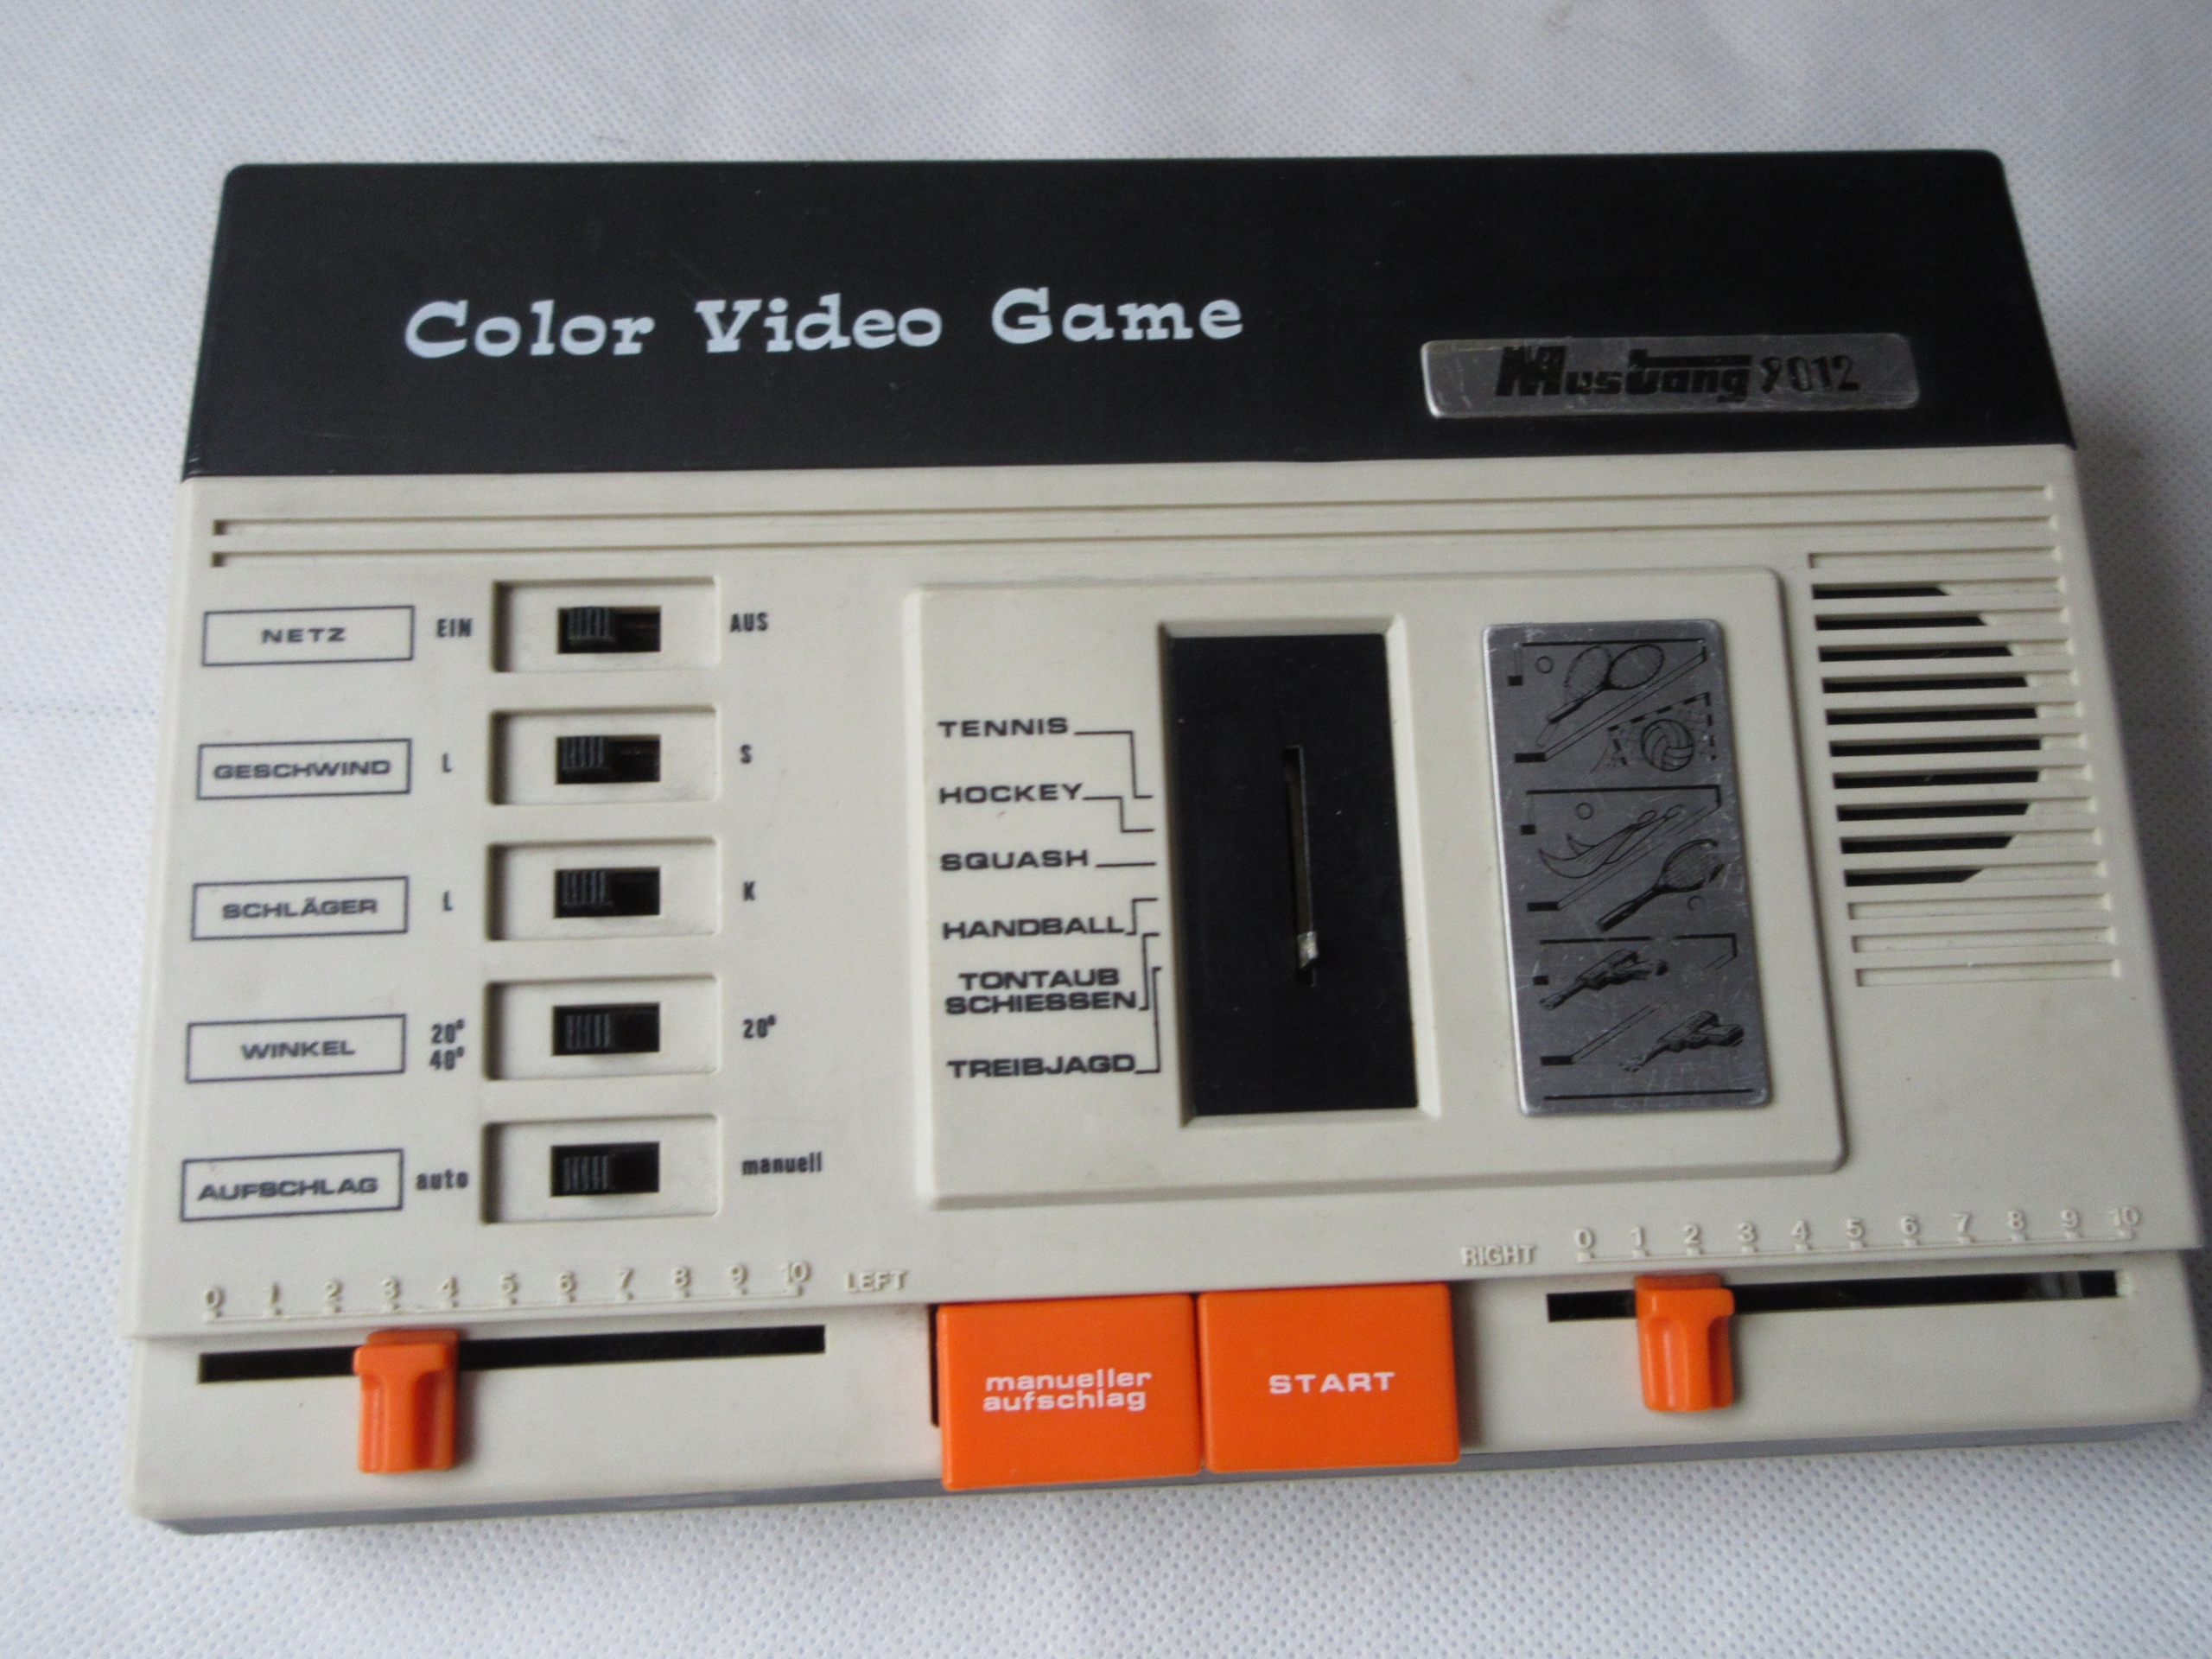 Color Video Game
Mustang 9012
NETZ EIN AUS
GESCHWIND L S
SCHLÄGER L K
WINKEL 20° 40° 20°
AUFSCHLAG auto manuell
TENNIS
HOCKEY
SQUASH
HANDBALL
TONTAUB
SCHIESSEN
TREIBJAGD
0 1 2 3 4 5 6 7 8 9 10 LEFT
RIGHT 0 1 2 3 4 5 6 7 8 9 10
manueller
aufschlag
START